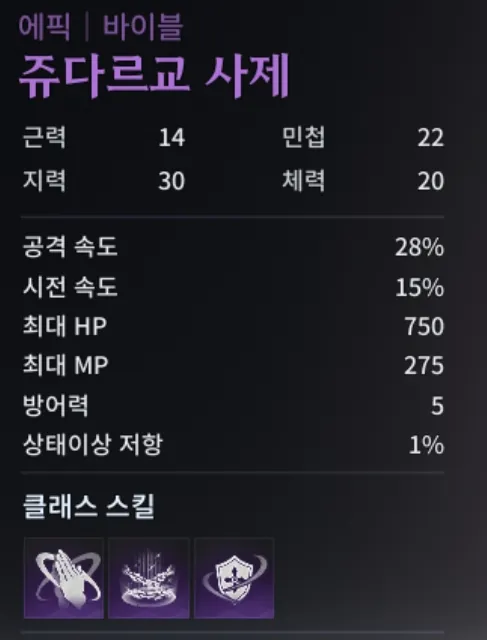 에픽 | 바이블
쥬다르교 사제
근력 14 민첩 22
지력 30 체력 20
공격 속도 28%
시전 속도 15%
최대 HP 750
최대 MP 275
방어력 5
상태이상 저항 1%
클래스 스킬